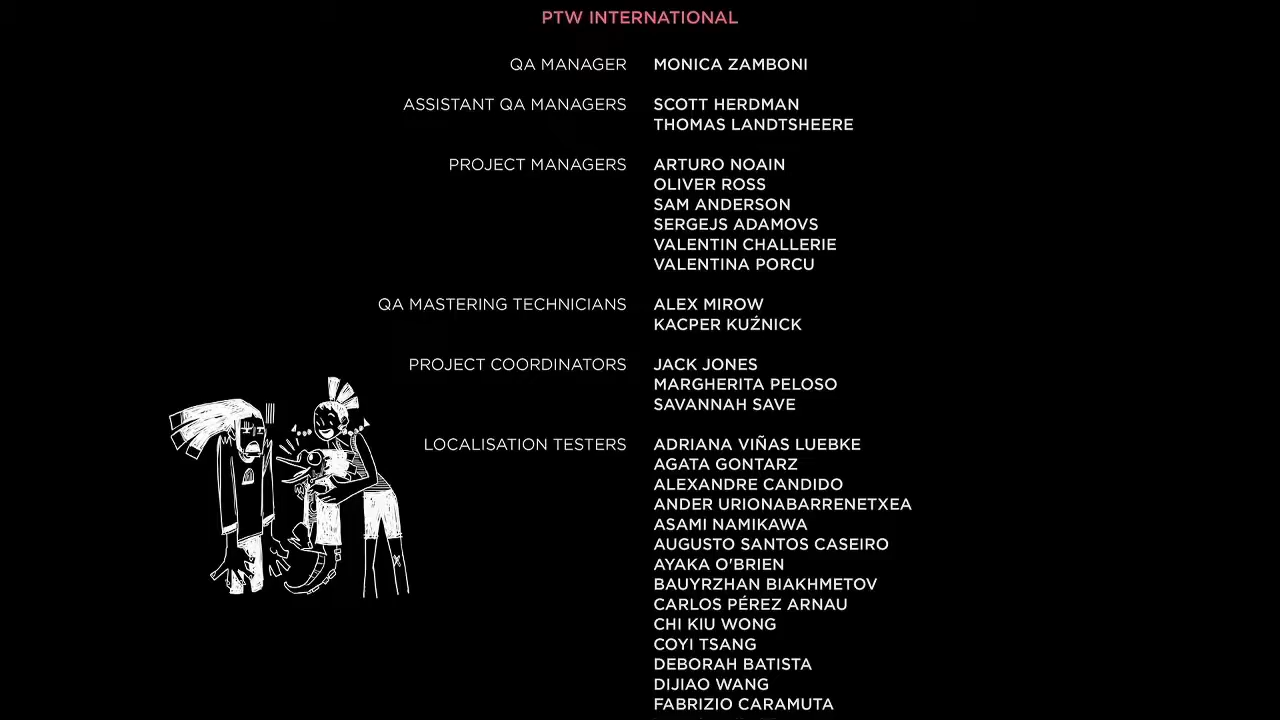 PTW INTERNATIONAL
QA MANAGER MONICA ZAMBONI
ASSISTANT QA MANAGERS SCOTT HERDMAN
THOMAS LANDTSHEERE
PROJECT MANAGERS ARTURO NOAIN
OLIVER ROSS
SAM ANDERSON
SERGEJS ADAMOVS
VALENTIN CHALLERIE
VALENTINA PORCU
QA MASTERING TECHNICIANS ALEX MIROW
KACPER KUŹNICK
PROJECT COORDINATORS JACK JONES
MARGHERITA PELOSO
SAVANNAH SAVE
LOCALISATION TESTERS ADRIANA VIÑAS LUEBKE
AGATA GONTARZ
ALEXANDRE CANDIDO
ANDER URIONABARRENETXEA
ASAMI NAMIKAWA
AUGUSTO SANTOS CASEIRO
AYAKA O'BRIEN
BAUYRZHAN BIAKHMETOV
CARLOS PÉREZ ARNAU
CHI KIU WONG
COYI TSANG
DEBORAH BATISTA
DIJIAO WANG
FABRIZIO CARAMUTA